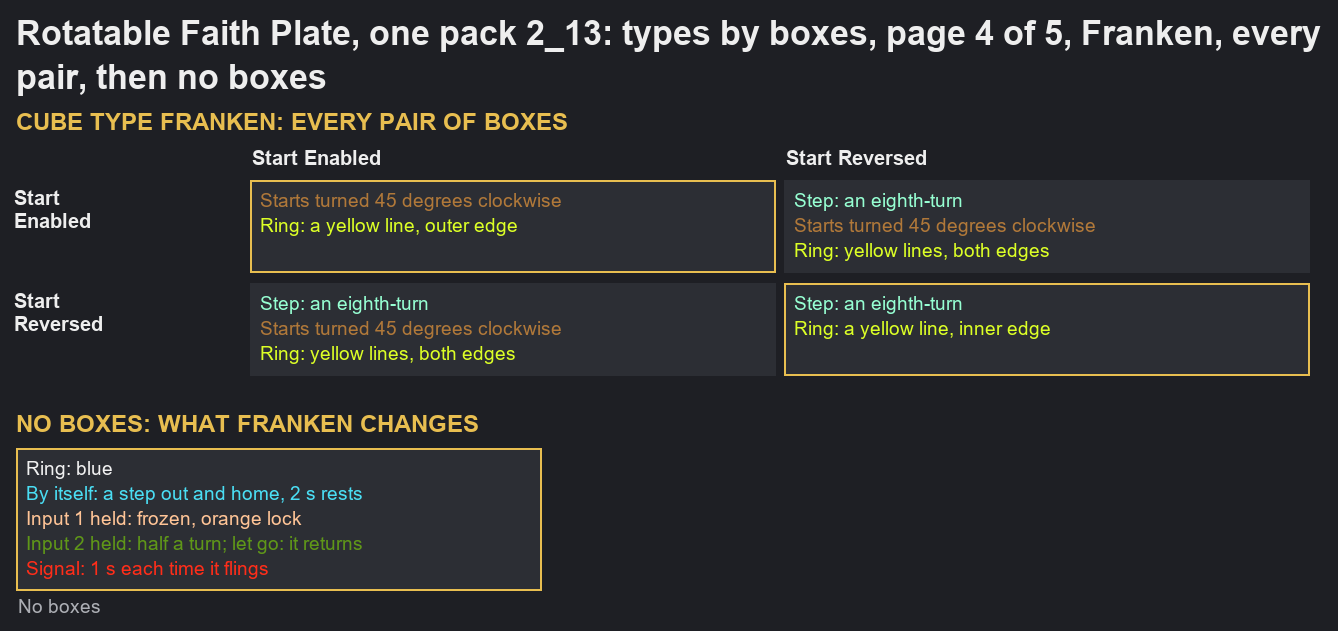 Rotatable Faith Plate, one pack 2_13: types by boxes, page 4 of 5, Franken, every
pair, then no boxes
CUBE TYPE FRANKEN: EVERY PAIR OF BOXES
Start Enabled
Start Reversed
Start
Enabled
Starts turned 45 degrees clockwise
Ring: a yellow line, outer edge
Step: an eighth-turn
Starts turned 45 degrees clockwise
Ring: yellow lines, both edges
Start
Reversed
Step: an eighth-turn
Starts turned 45 degrees clockwise
Ring: yellow lines, both edges
Step: an eighth-turn
Ring: a yellow line, inner edge
NO BOXES: WHAT FRANKEN CHANGES
Ring: blue
By itself: a step out and home, 2 s rests
Input 1 held: frozen, orange lock
Input 2 held: half a turn; let go: it returns
Signal: 1 s each time it flings
No boxes